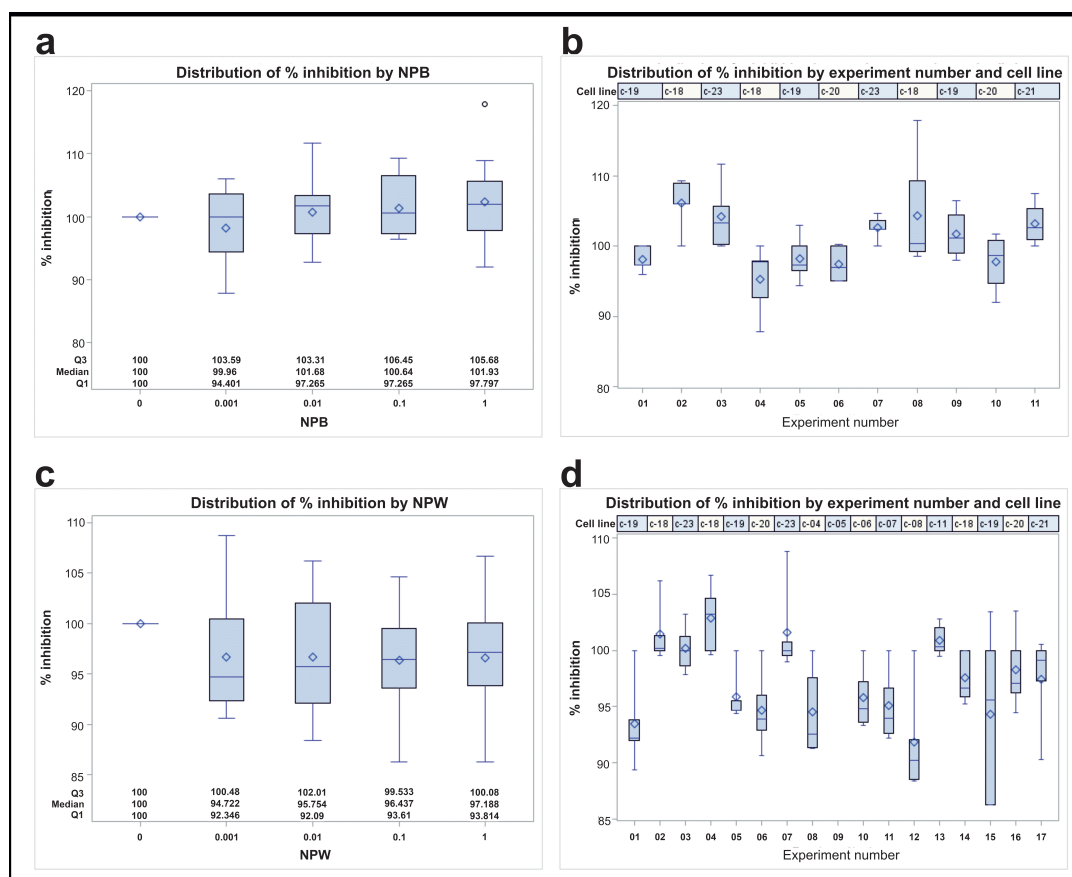 a
Distribution of % inhibition by NPB
% inhibition
120
110
100
90
80
Q3 100 103.59 103.31 106.45 105.68
Median 100 99.96 101.68 100.64 101.93
Q1 100 94.401 97.265 97.265 97.797
0 0.001 0.01 0.1 1
NPB
b
Distribution of % inhibition by experiment number and cell line
Cell line c-19 c-18 c-23 c-18 c-19 c-20 c-23 c-18 c-19 c-20 c-21
% inhibition
120
110
100
90
80
01 02 03 04 05 06 07 08 09 10 11
Experiment number
c
Distribution of % inhibition by NPW
% inhibition
110
105
100
95
90
85
Q3 100 100.48 102.01 99.533 100.08
Median 100 94.722 95.754 96.437 97.188
Q1 100 92.346 92.09 93.61 93.814
0 0.001 0.01 0.1 1
NPW
d
Distribution of % inhibition by experiment number and cell line
Cell line c-19 c-18 c-23 c-18 c-19 c-20 c-23 c-04 c-05 c-06 c-07 c-08 c-11 c-18 c-19 c-20 c-21
% inhibition
110
105
100
95
90
85
01 02 03 04 05 06 07 08 09 10 11 12 13 14 15 16 17
Experiment number